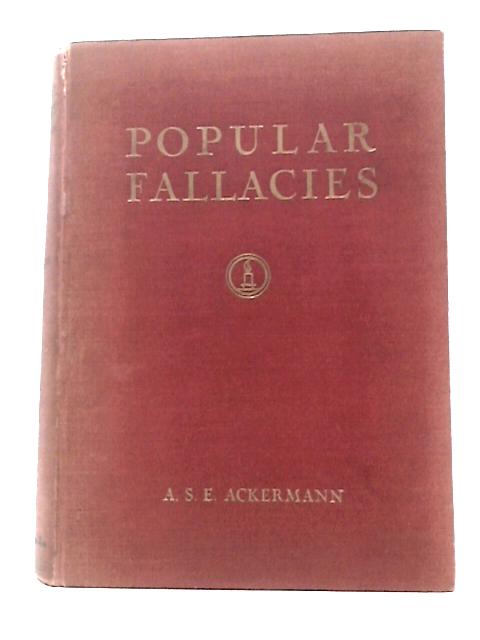 POPULAR
FALLACIES
A. S. E. ACKERMANN